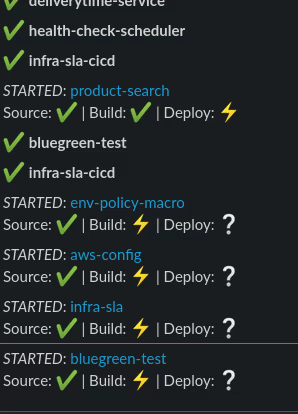 deliverytime-service
✔ health-check-scheduler
✔ infra-sla-cicd
STARTED: product-search
Source: ✔ | Build: ✔ | Deploy: ⚡
✔ bluegreen-test
✔ infra-sla-cicd
STARTED: env-policy-macro
Source: ✔ | Build: ⚡ | Deploy: ❔
STARTED: aws-config
Source: ✔ | Build: ⚡ | Deploy: ❔
STARTED: infra-sla
Source: ✔ | Build: ⚡ | Deploy: ❔
STARTED: bluegreen-test
Source: ✔ | Build: ⚡ | Deploy: ❔